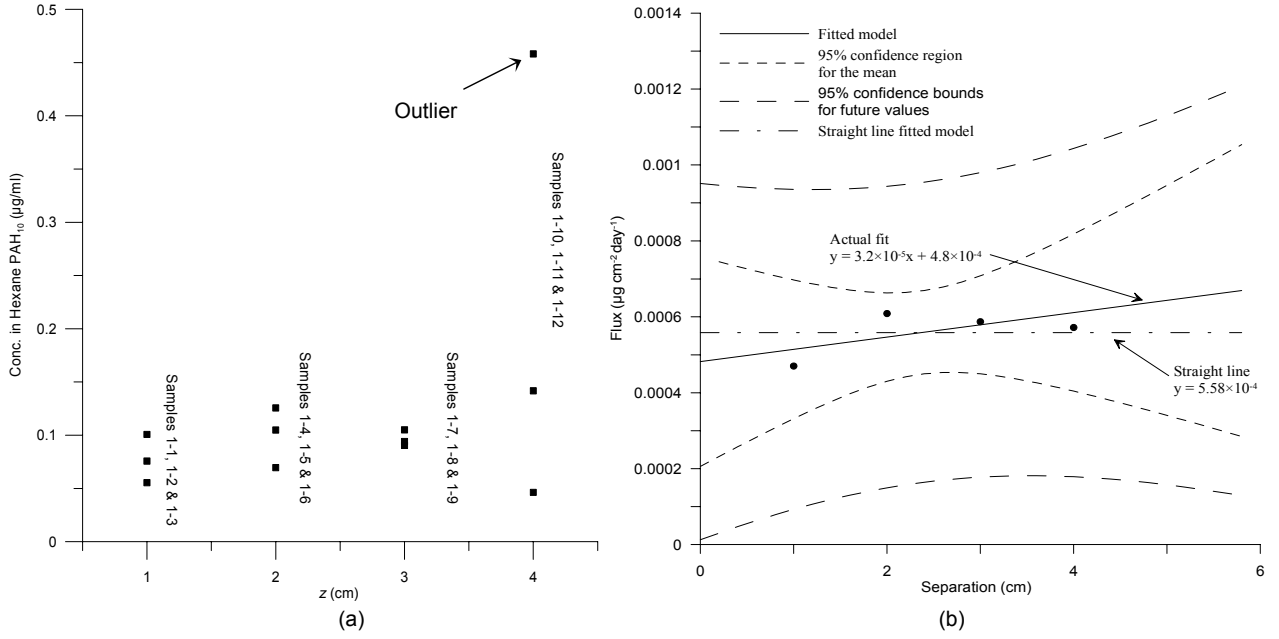 0.5
0.4
0.3
0.2
0.1
0
Conc. in Hexane PAH₁₀ (µg/ml)
Outlier
Samples 1-1, 1-2 & 1-3
Samples 1-4, 1-5 & 1-6
Samples 1-7, 1-8 & 1-9
Samples 1-10, 1-11 & 1-12
1 2 3 4
z (cm)
(a)
0.0014
0.0012
0.001
0.0008
0.0006
0.0004
0.0002
0
Flux (µg cm⁻² day⁻¹)
Fitted model
95% confidence region
for the mean
95% confidence bounds
for future values
Straight line fitted model
Actual fit
y = 3.2×10⁻⁵x + 4.8×10⁻⁴
Straight line
y = 5.58×10⁻⁴
0 2 4 6
Separation (cm)
(b)